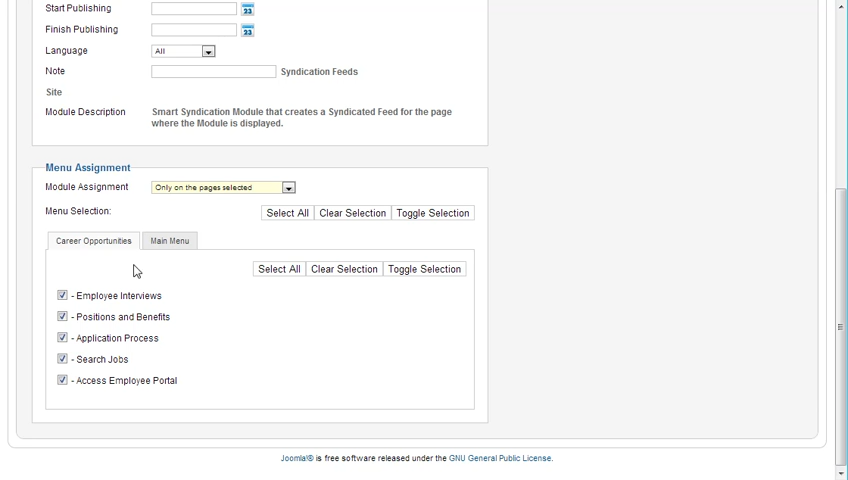 Start Publishing 23
Finish Publishing 23
Language All
Note Syndication Feeds
Site
Module Description Smart Syndication Module that creates a Syndicated Feed for the page
where the Module is displayed.
Menu Assignment
Module Assignment Only on the pages selected
Menu Selection: Select All Clear Selection Toggle Selection
Career Opportunities Main Menu
Select All Clear Selection Toggle Selection
- Employee Interviews
- Positions and Benefits
- Application Process
- Search Jobs
- Access Employee Portal
Joomla!® is free software released under the GNU General Public License.